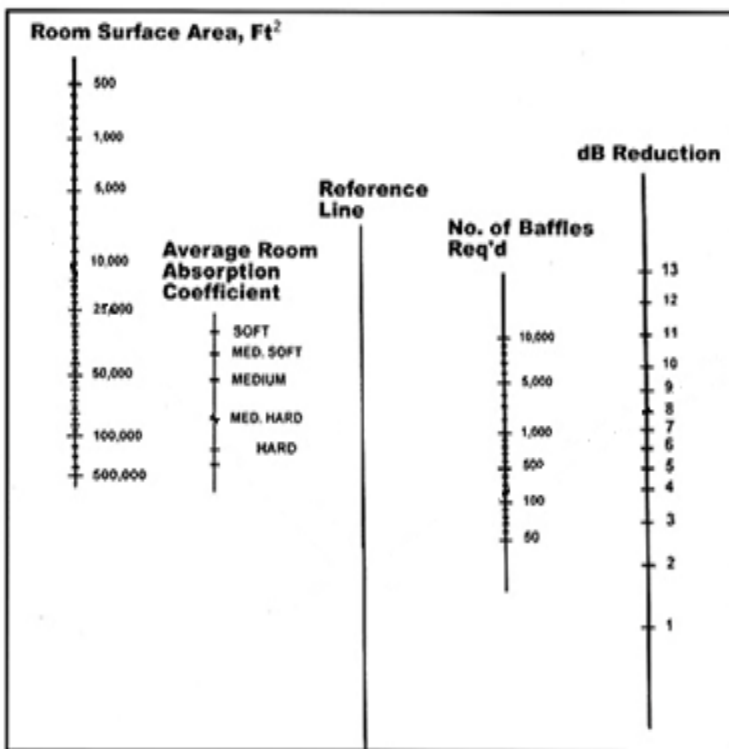 Room Surface Area, Ft²
500
1,000
5,000
10,000
25,000
50,000
100,000
500,000
Average Room
Absorption
Coefficient
SOFT
MED. SOFT
MEDIUM
MED. HARD
HARD
Reference
Line
No. of Baffles
Req'd
10,000
5,000
1,000
500
100
50
dB Reduction
13
12
11
10
9
8
7
6
5
4
3
2
1